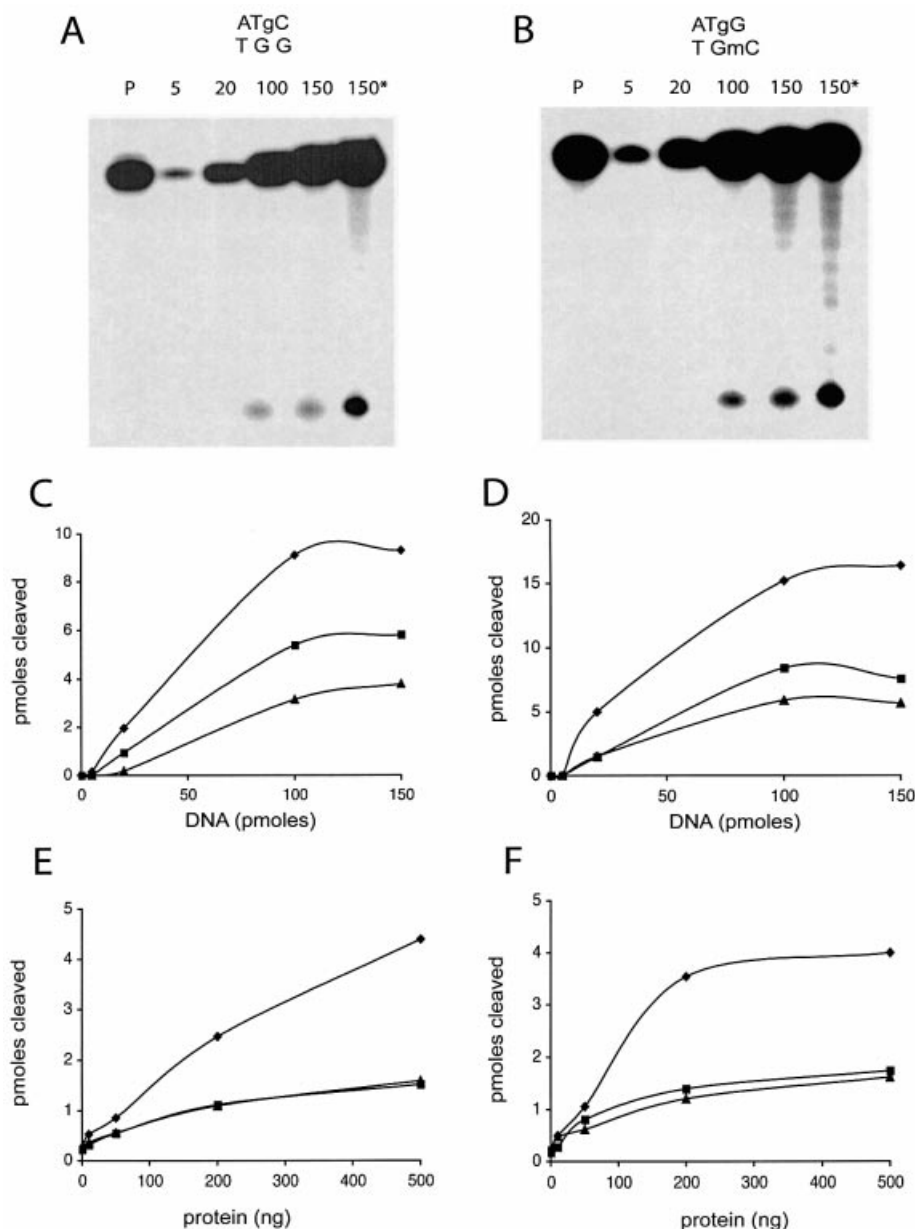 A
ATgC
T G G
P 5 20 100 150 150*
B
ATgG
T GmC
P 5 20 100 150 150*
C
10
8
6
4
2
0
pmoles cleaved
0 50 100 150
DNA (pmoles)
D
20
15
10
5
0
pmoles cleaved
0 50 100 150
DNA (pmoles)
E
5
4
3
2
1
0
pmoles cleaved
0 100 200 300 400 500
protein (ng)
F
5
4
3
2
1
0
pmoles cleaved
0 100 200 300 400 500
protein (ng)